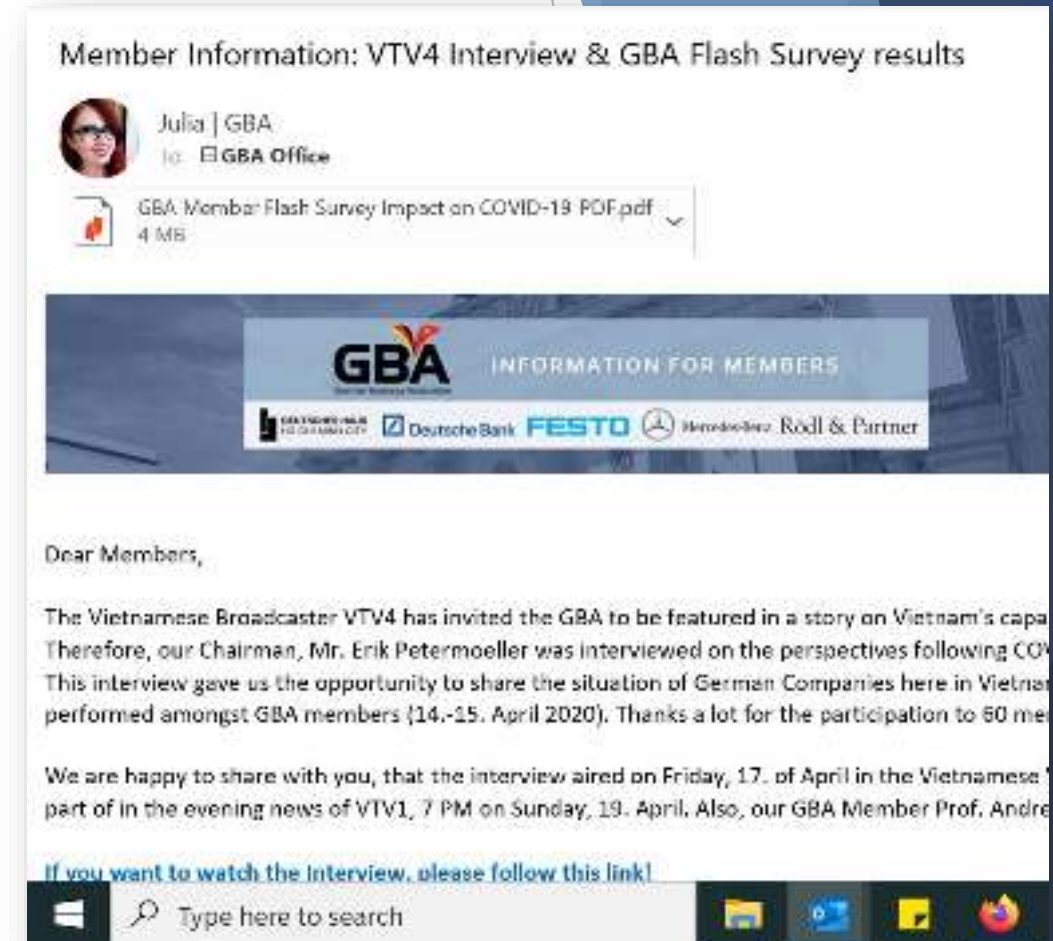 Member Information: VTV4 Interview & GBA Flash Survey results
Julia | GBA
To: GBA Office
GBA Member Flash Survey Impact on COVID-19 PDF.pdf
4 MB
GBA
INFORMATION FOR MEMBERS
Deutsche Bank FESTO Mercedes-Benz Rödl & Partner
Dear Members,
The Vietnamese Broadcaster VTV4 has invited the GBA to be featured in a story on Vietnam's capa
Therefore, our Chairman, Mr. Erik Petermoeller was interviewed on the perspectives following COV
This interview gave us the opportunity to share the situation of German Companies here in Vietnam
performed amongst GBA members (14.-15. April 2020). Thanks a lot for the participation to 60 me
We are happy to share with you, that the interview aired on Friday, 17. of April in the Vietnamese
part of in the evening news of VTV1, 7 PM on Sunday, 19. April. Also, our GBA Member Prof. Andre
If you want to watch the Interview, please follow this link!
Type here to search